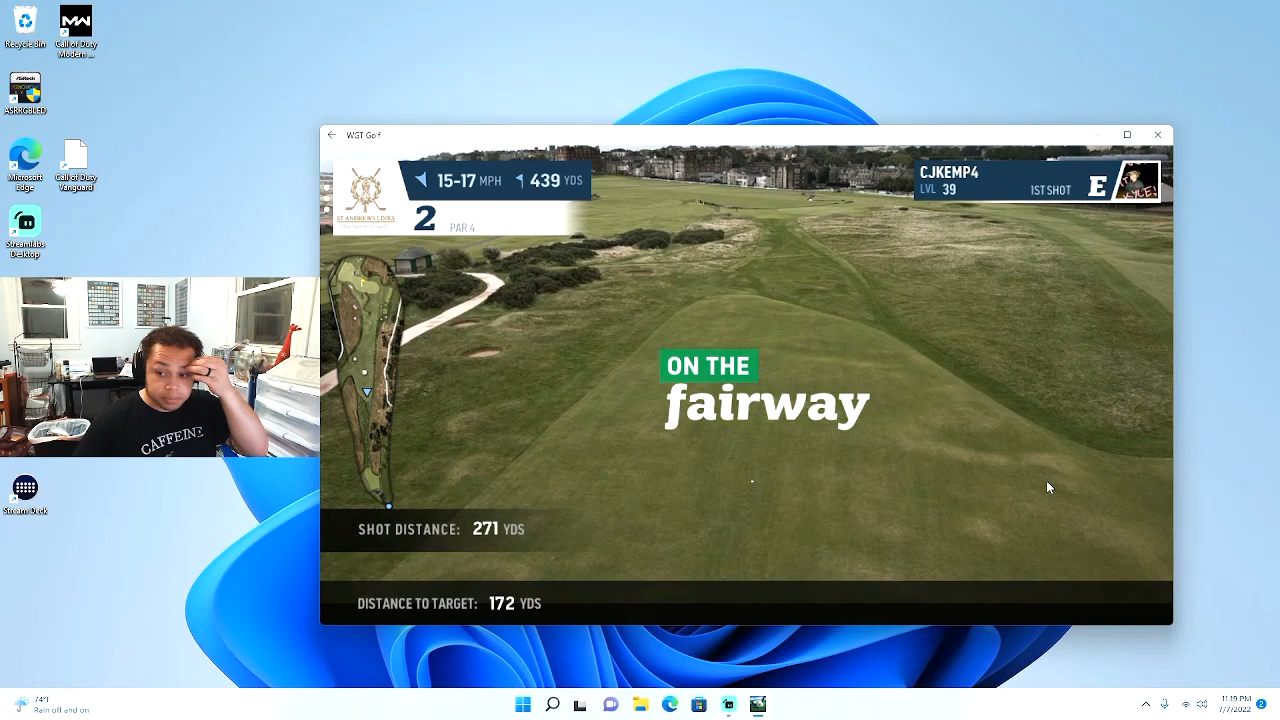 Recycle Bin
Call of Duty
Modern ...
ASRRGBLED
Microsoft
Edge
Call of Duty
Vanguard
Streamlabs
Desktop
Stream Deck
CAFFEINE
WGT Golf
15-17 MPH
439 YDS
ST ANDREWS LINKS
2
PAR 4
CJKEMP4
LVL 39
1ST SHOT
E
KYLE!
ON THE
fairway
SHOT DISTANCE: 271 YDS
DISTANCE TO TARGET: 172 YDS
74°F
Rain off and on
11:19 PM
7/7/2022
2